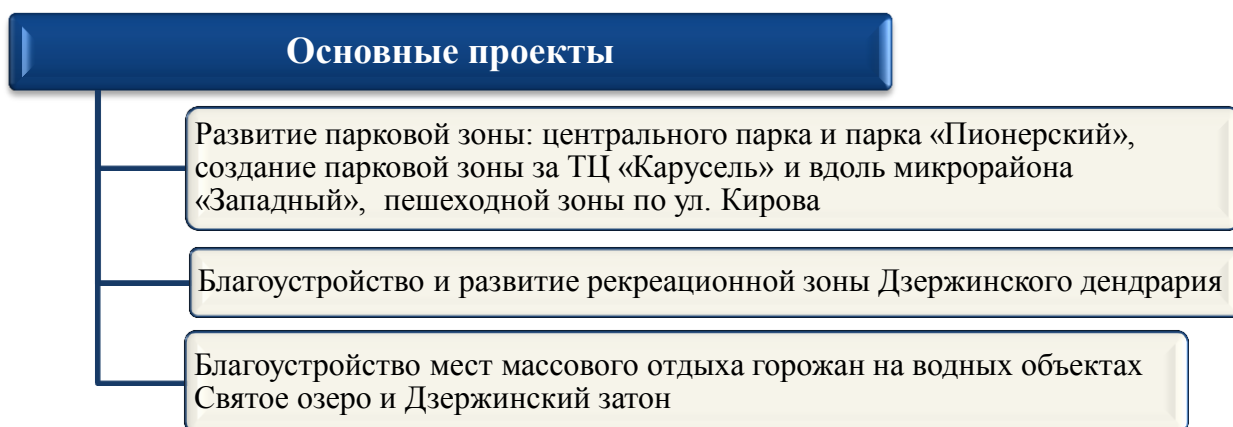 Основные проекты
Развитие парковой зоны: центрального парка и парка «Пионерский»,
создание парковой зоны за ТЦ «Карусель» и вдоль микрорайона
«Западный», пешеходной зоны по ул. Кирова
Благоустройство и развитие рекреационной зоны Дзержинского дендрария
Благоустройство мест массового отдыха горожан на водных объектах
Святое озеро и Дзержинский затон